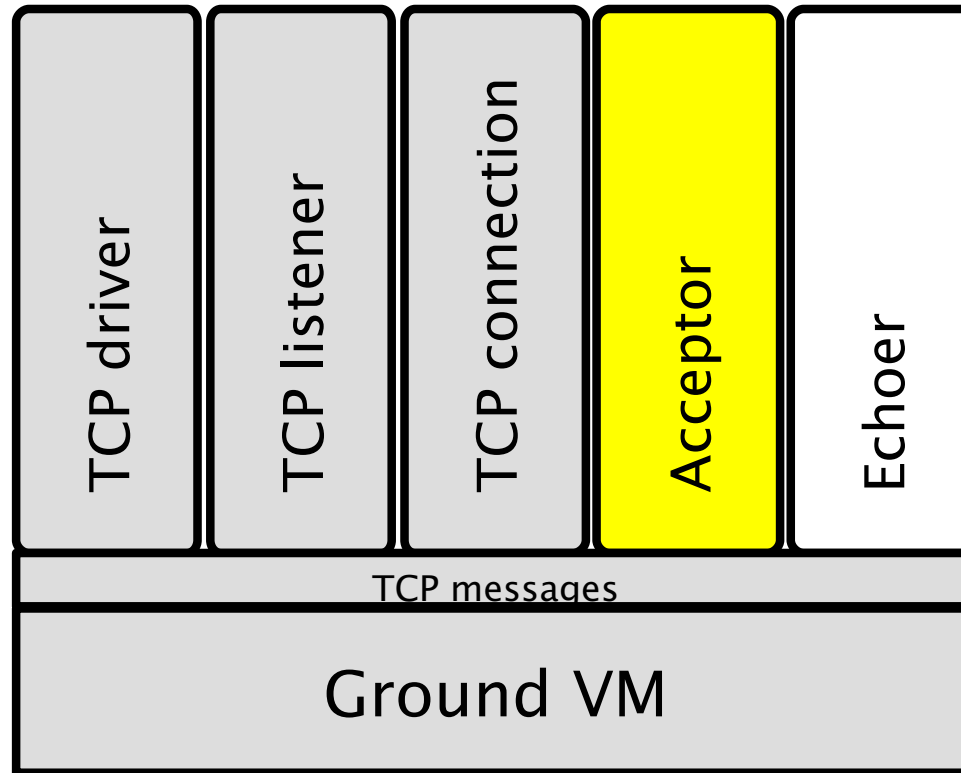 TCP driver
TCP listener
TCP connection
Acceptor
Echoer
TCP messages
Ground VM